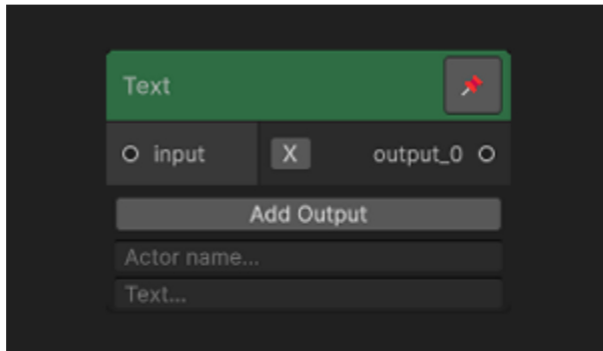 Text
input X output_0
Add Output
Actor name...
Text...